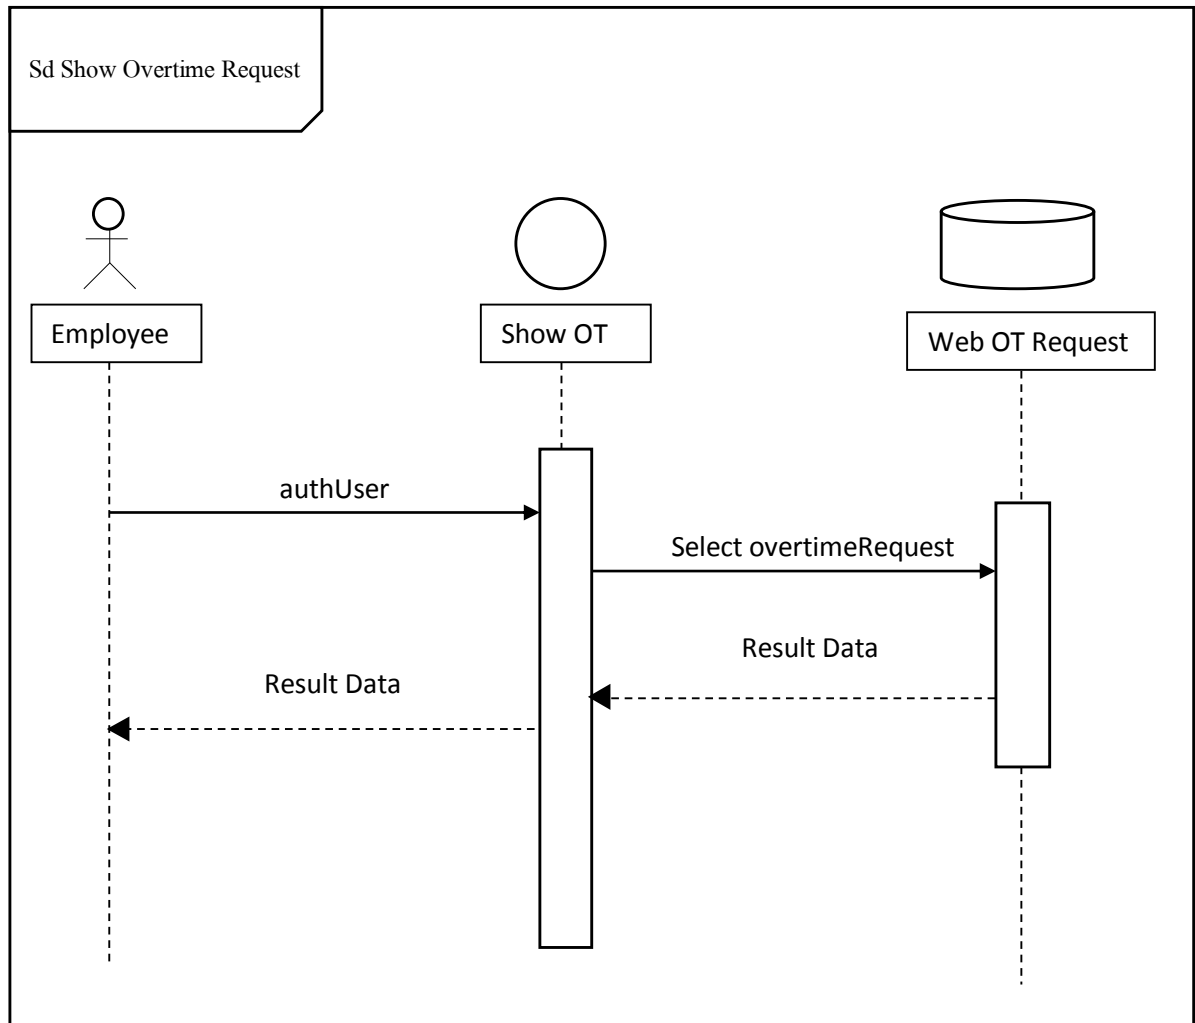 Sd Show Overtime Request
Employee
Show OT
Web OT Request
authUser
Select overtimeRequest
Result Data
Result Data